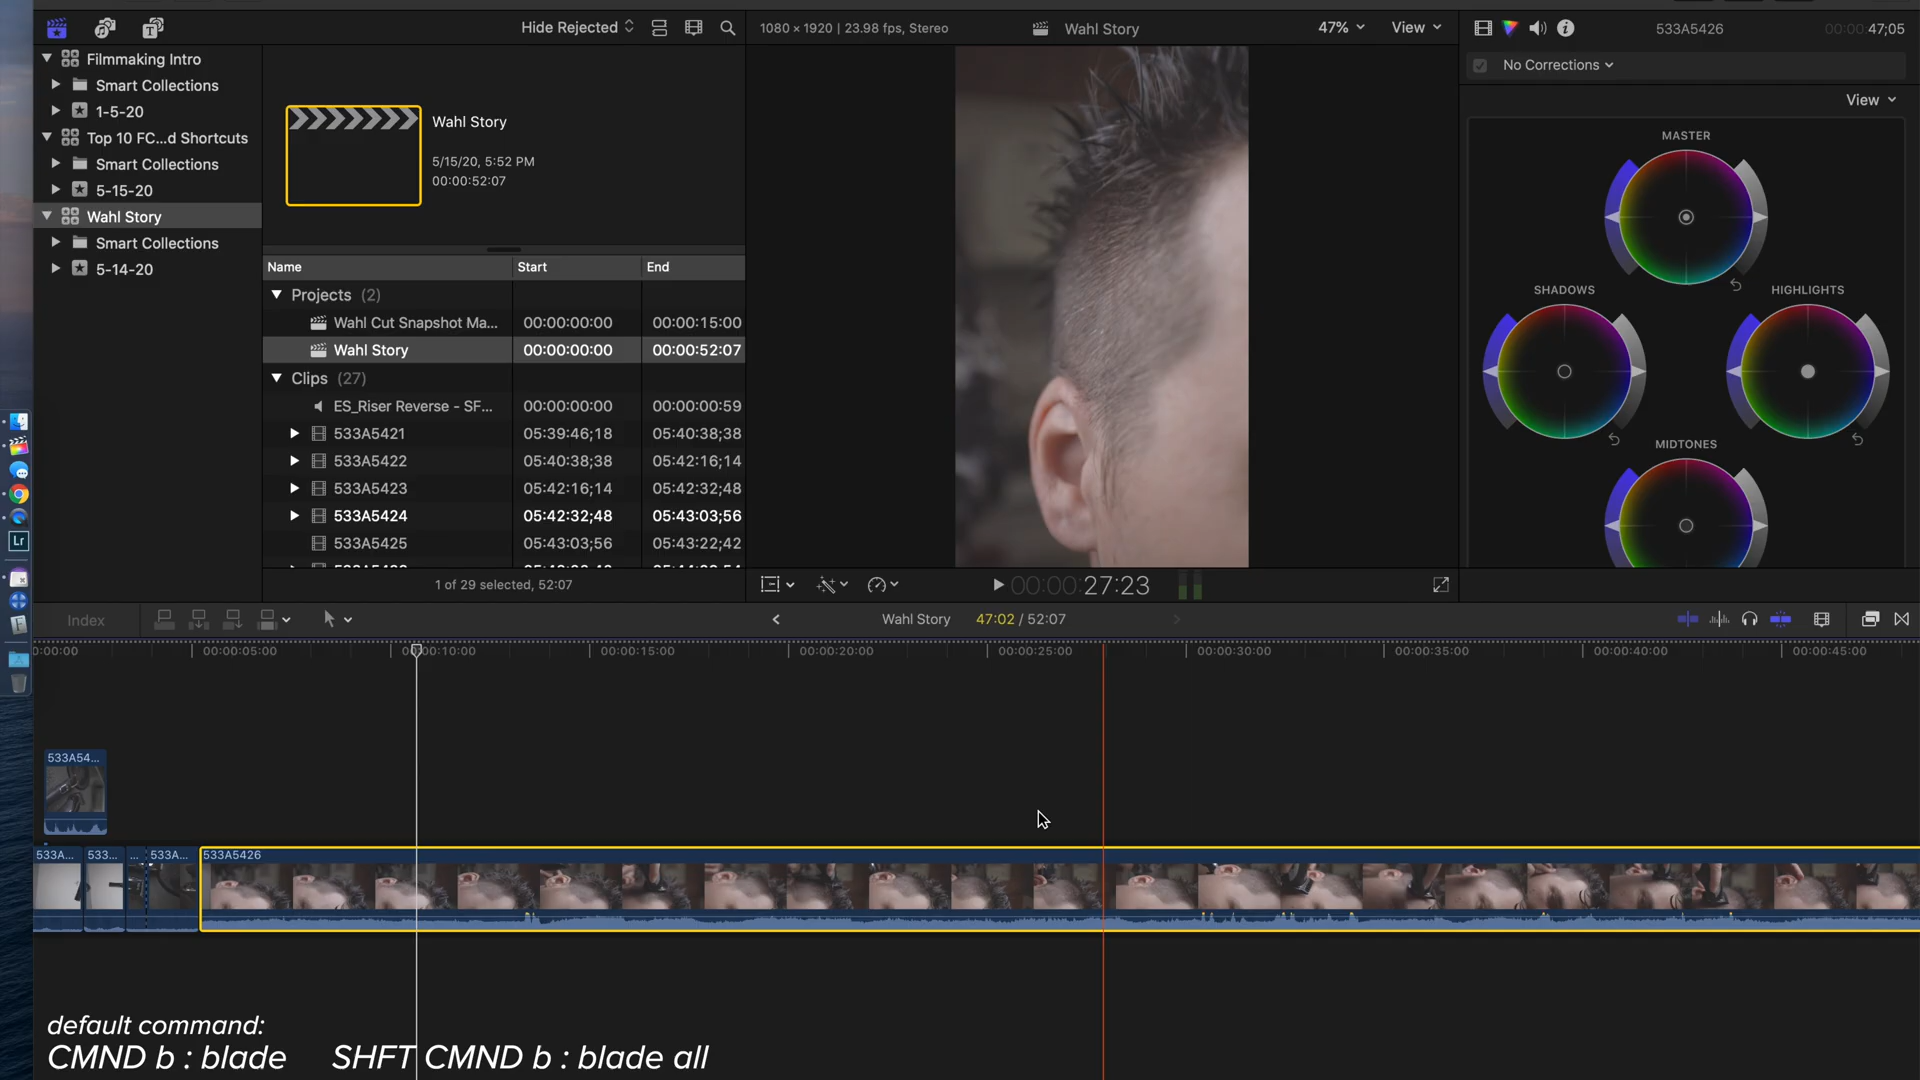 Hide Rejected
1080 × 1920 | 23.98 fps, Stereo
Wahl Story
47%
View
533A5426
00:00:47;05
Filmmaking Intro
Smart Collections
1-5-20
Top 10 FC...d Shortcuts
Smart Collections
5-15-20
Wahl Story
Smart Collections
5-14-20
Wahl Story
5/15/20, 5:52 PM
00:00:52:07
Name Start End
Projects (2)
Wahl Cut Snapshot Ma... 00:00:00:00 00:00:15:00
Wahl Story 00:00:00:00 00:00:52:07
Clips (27)
ES_Riser Reverse - SF... 00:00:00:00 00:00:00:59
533A5421 05:39:46;18 05:40:38;38
533A5422 05:40:38;38 05:42:16;14
533A5423 05:42:16;14 05:42:32;48
533A5424 05:42:32;48 05:43:03;56
533A5425 05:43:03;56 05:43:22;42
1 of 29 selected, 52:07
00:00:27:23
No Corrections
View
MASTER
SHADOWS
HIGHLIGHTS
MIDTONES
Lr
Index
Wahl Story
47:02 / 52:07
0:00:00 00:00:05:00 00:00:10:00 00:00:15:00 00:00:20:00 00:00:25:00 00:00:30:00 00:00:35:00 00:00:40:00 00:00:45:00
533A54...
533A... 533... ... 533A... 533A5426
default command:
CMND b : blade SHFT CMND b : blade all